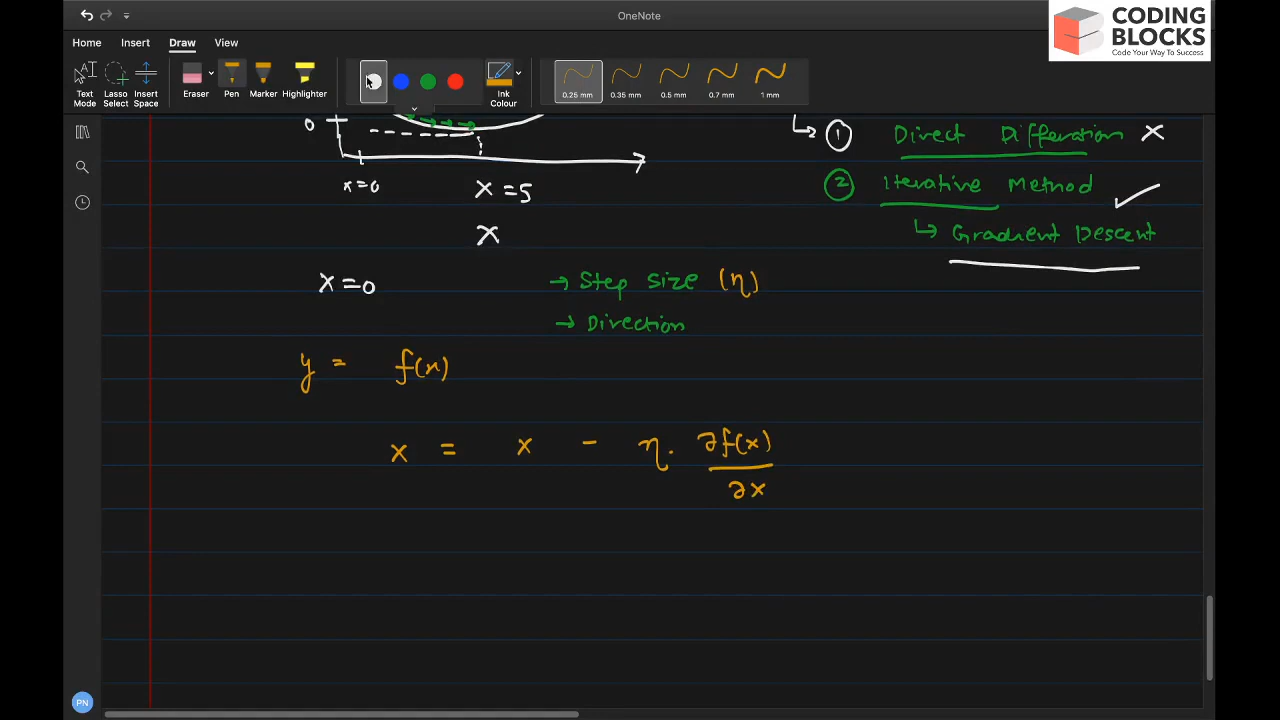 OneNote
CODING
BLOCKS
Code Your Way To Success
Home Insert Draw View
Text Mode
Lasso Select
Insert Space
Eraser
Pen
Marker
Highlighter
Ink Colour
0.25 mm
0.35 mm
0.5 mm
0.7 mm
1 mm
0
x=0
x = 5
x
① Direct Differation ×
② Iterative Method ✓
↳ Gradient Descent
x=0
→ Step Size (η)
→ Direction
y = f(x)
x = x - η. ∂f(x)
∂x
PN